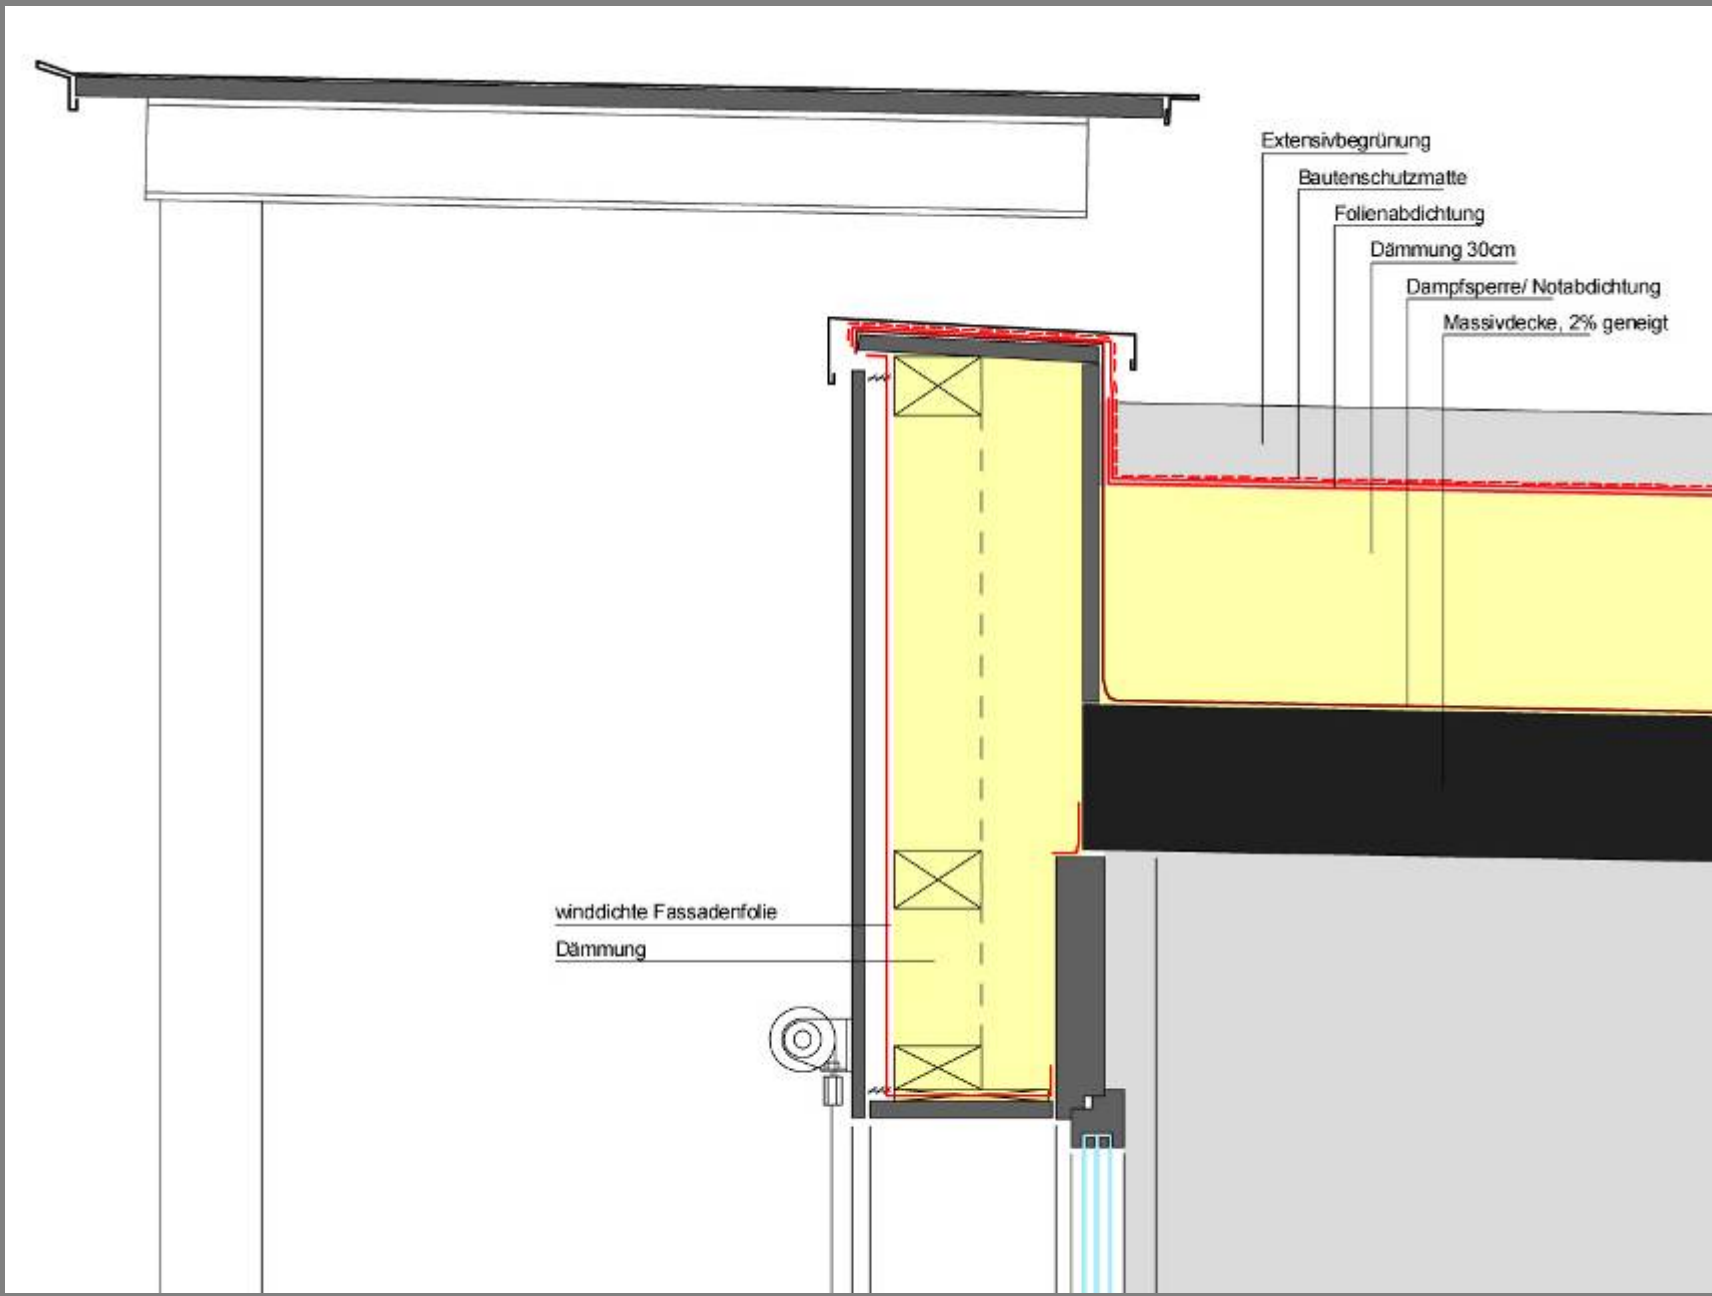 Extensivbegrünung
Bautenschutzmatte
Folienabdichtung
Dämmung 30cm
Dampfsperre/ Notabdichtung
Massivdecke, 2% geneigt
winddichte Fassadenfolie
Dämmung